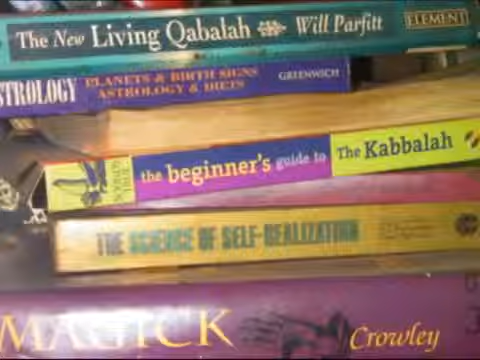 The New Living Qabalah Will Parfitt ELEMENT
ASTROLOGY PLANETS & BIRTH SIGNS
ASTROLOGY & DIETS GREENWICH
the beginner's guide to The Kabbalah
THE SCIENCE OF SELF-REALIZATION
MAGICK Crowley